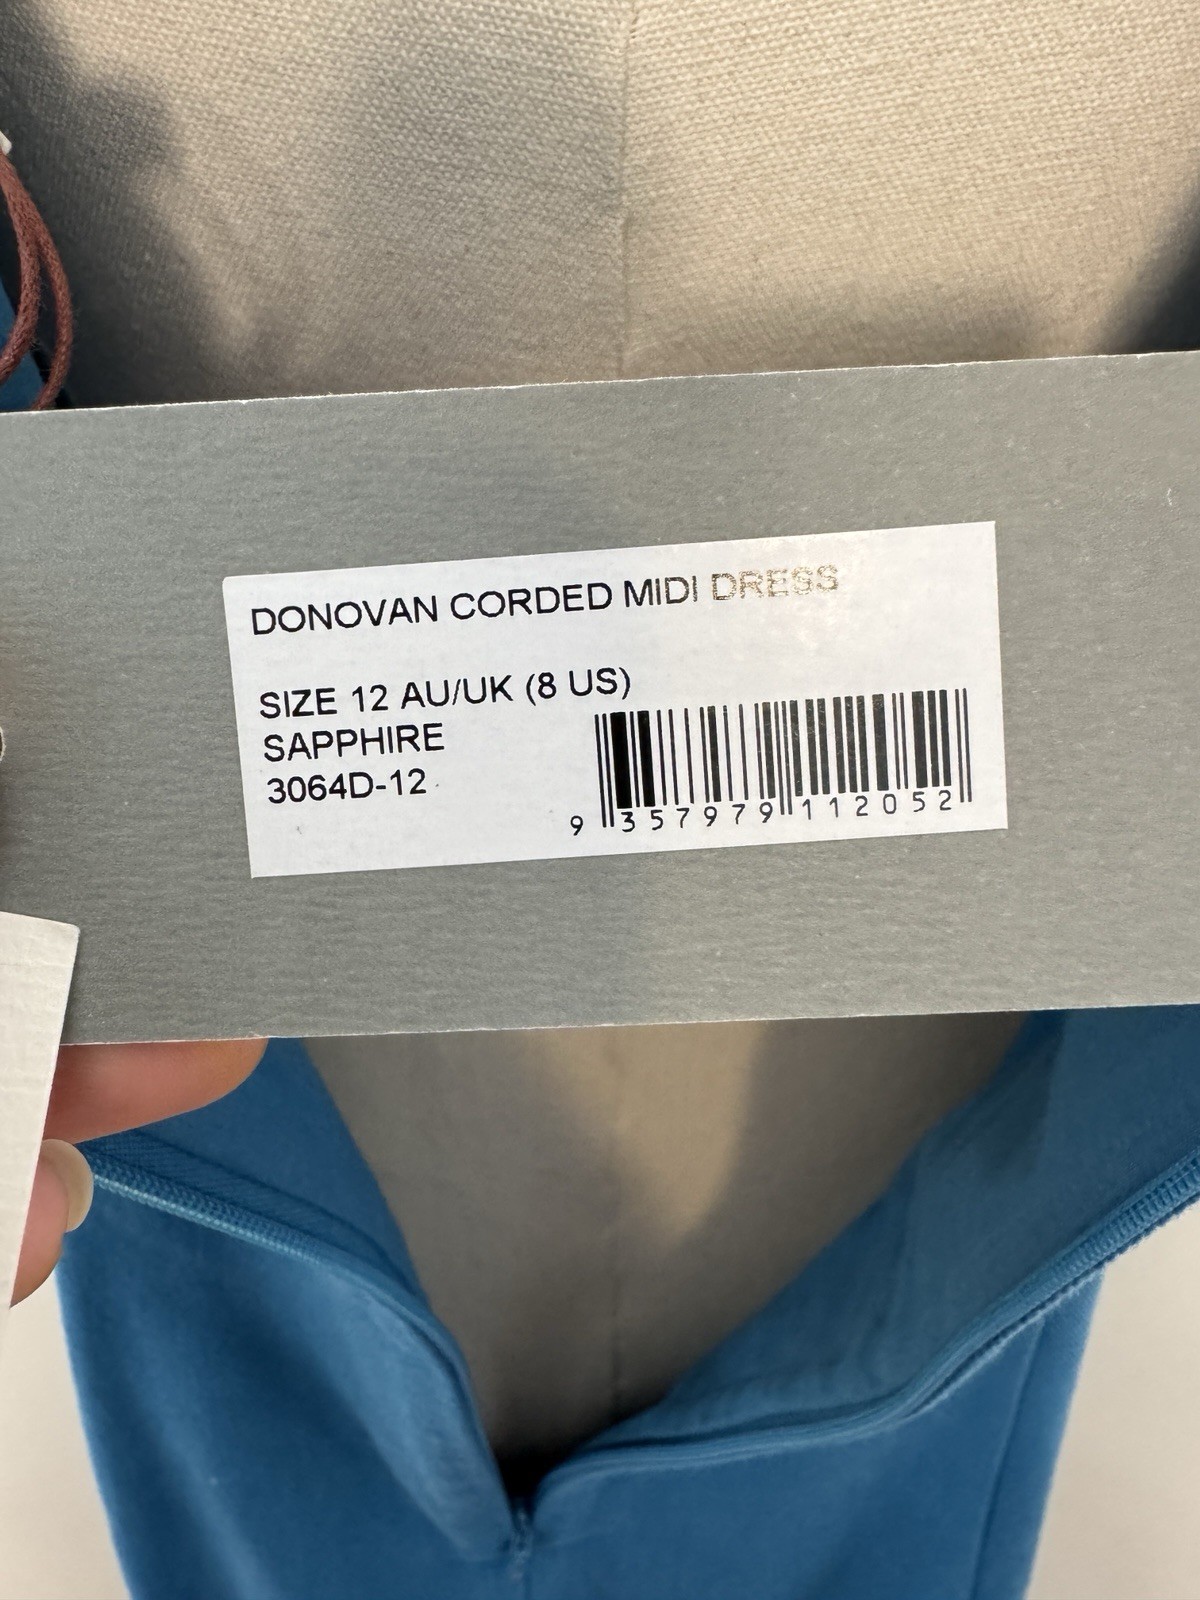 DONOVAN CORDED MIDI DRESS
SIZE 12 AU/UK (8 US)
SAPPHIRE
3064D-12
9 357979 112052